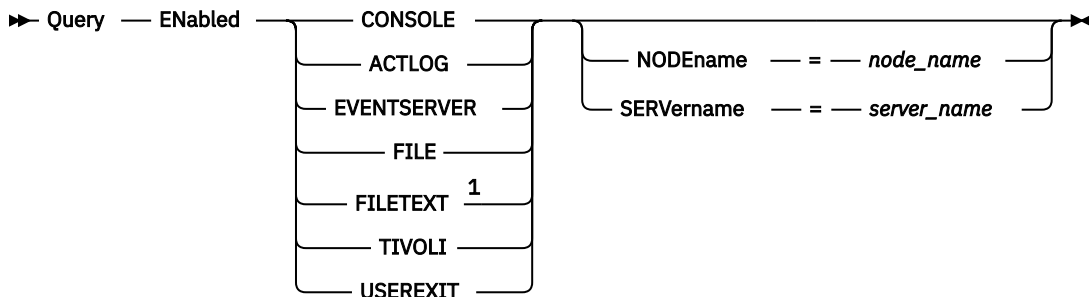 Query ENabled CONSOLE
ACTLOG NODEname = node_name
EVENTSERVER SERVername = server_name
FILE
FILETEXT 1
TIVOLI
USEREXIT